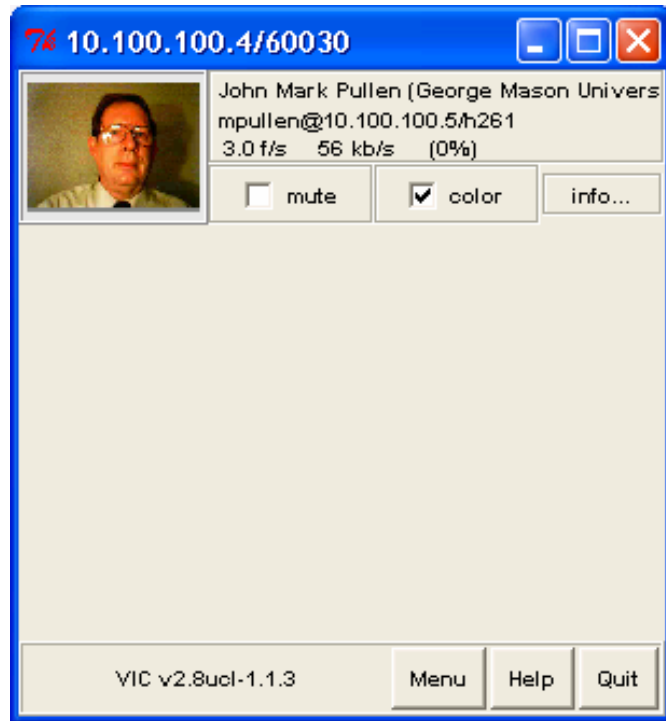 7% 10.100.100.4/60030
John Mark Pullen (George Mason Univers
mpullen@10.100.100.5/h261
3.0 f/s 56 kb/s (0%)
mute color info...
VIC v2.8ucl-1.1.3 Menu Help Quit